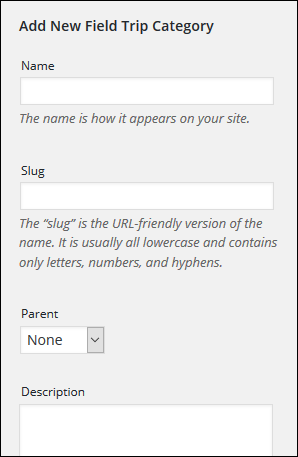 Add New Field Trip Category
Name
The name is how it appears on your site.
Slug
The “slug” is the URL-friendly version of the
name. It is usually all lowercase and contains
only letters, numbers, and hyphens.
Parent
None
Description